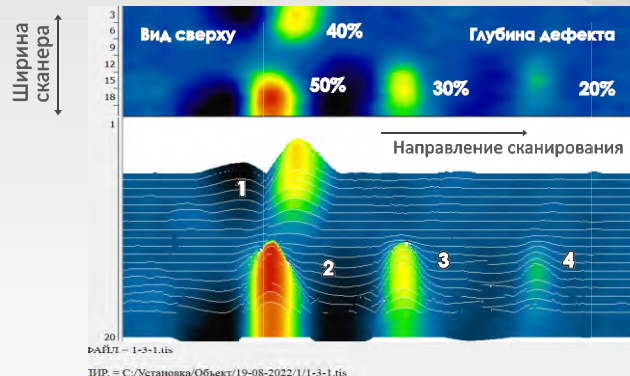 Ширина
сканера
3
6
9
12
15
18
Вид сверху
40%
Глубина дефекта
50%
30%
20%
1
Направление сканирования
1
2
3
4
20
ФАЙЛ = 1-3-1.tis
ДИР. = C:/Установка/Объект/19-08-2022/1/1-3-1.tis